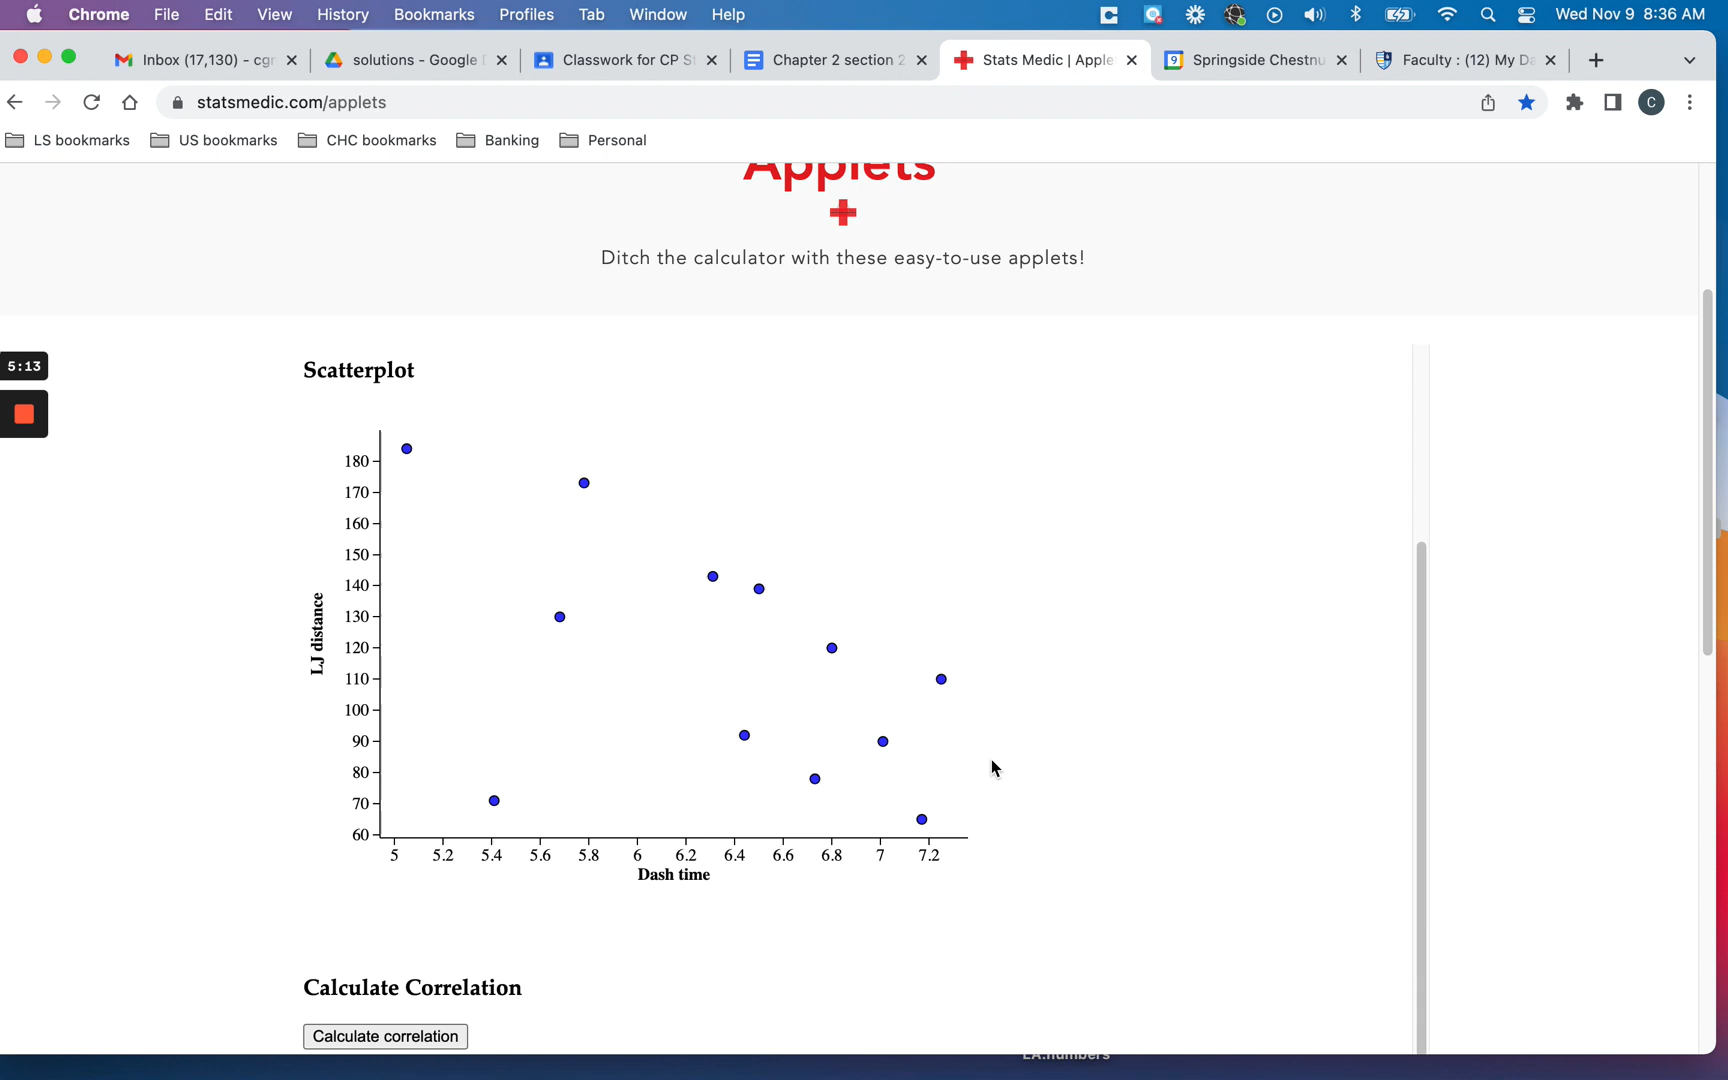 Chrome File Edit View History Bookmarks Profiles Tab Window Help Wed Nov 9 8:36 AM
Inbox (17,130) - cgr solutions - Google D Classwork for CP St Chapter 2 section 2 Stats Medic | Apple Springside Chestnu Faculty : (12) My Da
statsmedic.com/applets C
LS bookmarks US bookmarks CHC bookmarks Banking Personal
Applets
Ditch the calculator with these easy-to-use applets!
5:13
Scatterplot
180
170
160
150
140
130
120
110
100
90
80
70
60
LJ distance
5 5.2 5.4 5.6 5.8 6 6.2 6.4 6.6 6.8 7 7.2
Dash time
Calculate Correlation
Calculate correlation